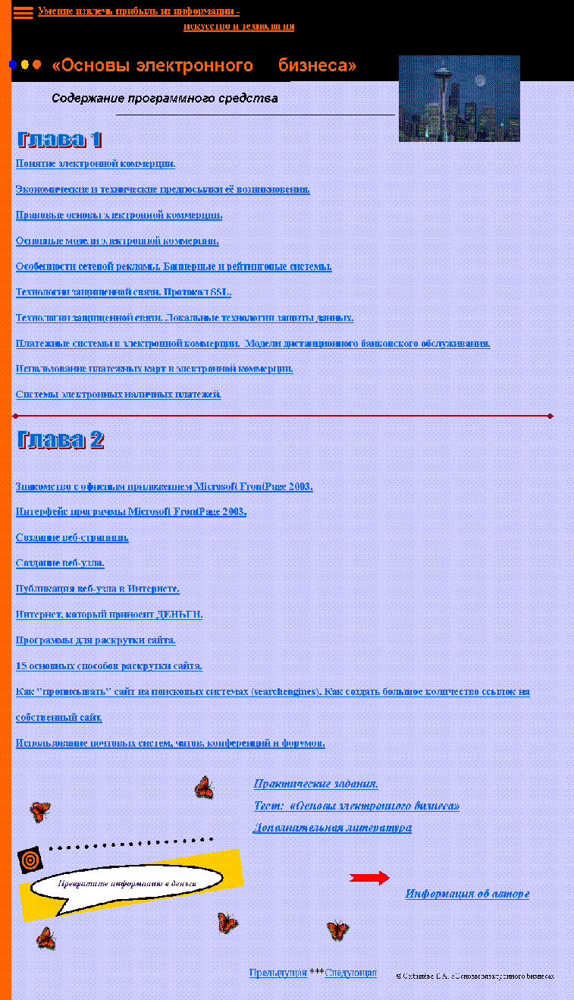 Умение извлечь прибыль из информации -
искусство и технология
«Основы электронного бизнеса»
Содержание программного средства
Глава 1
Понятие электронной коммерции.
Экономические и технические предпосылки её возникновения.
Правовые основы электронной коммерции.
Основные модели электронной коммерции.
Особенности сетевой рекламы. Баннерные и рейтинговые системы.
Технологии защищенной связи. Протокол SSL.
Технологии защищенной связи. Локальные технологии защиты данных.
Платежные системы в электронной коммерции. Модели дистанционного банковского обслуживания.
Использование платежных карт в электронной коммерции.
Системы электронных наличных платежей.
Глава 2
Знакомство с офисным приложением Microsoft FrontPage 2003.
Интерфейс программы Microsoft FrontPage 2003.
Создание веб-страницы.
Создание веб-узла.
Публикация веб-узла в Интернете.
Интернет, который приносит ДЕНЬГИ.
Программы для раскрутки сайта.
15 основных способов раскрутки сайта.
Как "прописывать" сайт на поисковых системах (searchengines). Как создать большое количество ссылок на
собственный сайт.
Использование почтовых систем, чатов, конференций и форумов.
Практические задания.
Тест: «Основы электронного бизнеса»
Дополнительная литература
Превратите информацию в деньги
Информация об авторе
Предыдущая ***Следующая
© «Основы электронного бизнеса»